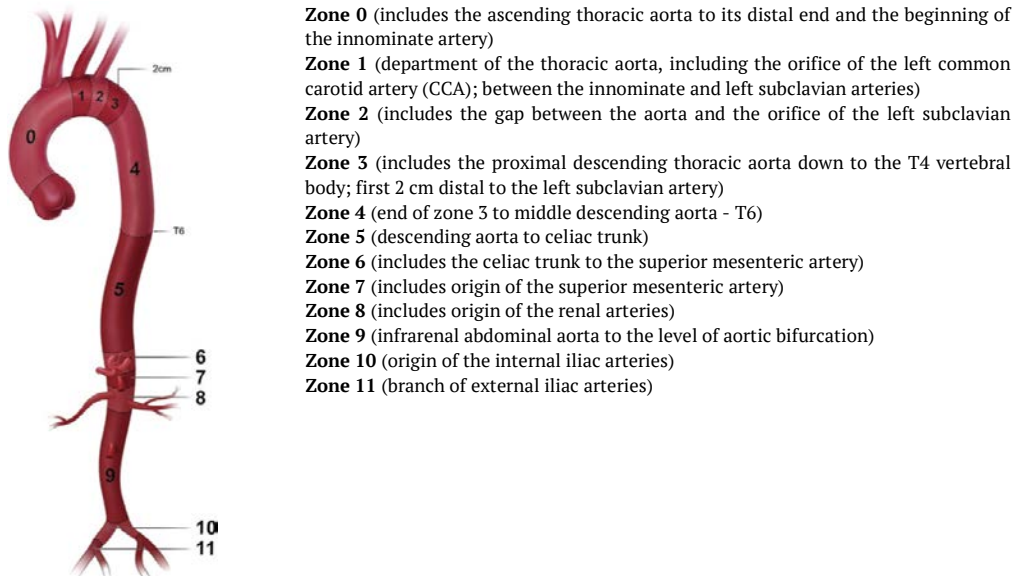 Zone 0 (includes the ascending thoracic aorta to its distal end and the beginning of
the innominate artery)
Zone 1 (department of the thoracic aorta, including the orifice of the left common
carotid artery (CCA); between the innominate and left subclavian arteries)
Zone 2 (includes the gap between the aorta and the orifice of the left subclavian
artery)
Zone 3 (includes the proximal descending thoracic aorta down to the T4 vertebral
body; first 2 cm distal to the left subclavian artery)
Zone 4 (end of zone 3 to middle descending aorta - T6)
Zone 5 (descending aorta to celiac trunk)
Zone 6 (includes the celiac trunk to the superior mesenteric artery)
Zone 7 (includes origin of the superior mesenteric artery)
Zone 8 (includes origin of the renal arteries)
Zone 9 (infrarenal abdominal aorta to the level of aortic bifurcation)
Zone 10 (origin of the internal iliac arteries)
Zone 11 (branch of external iliac arteries)
2cm
1 2 3
0
4
T6
5
6
7
8
9
10
11